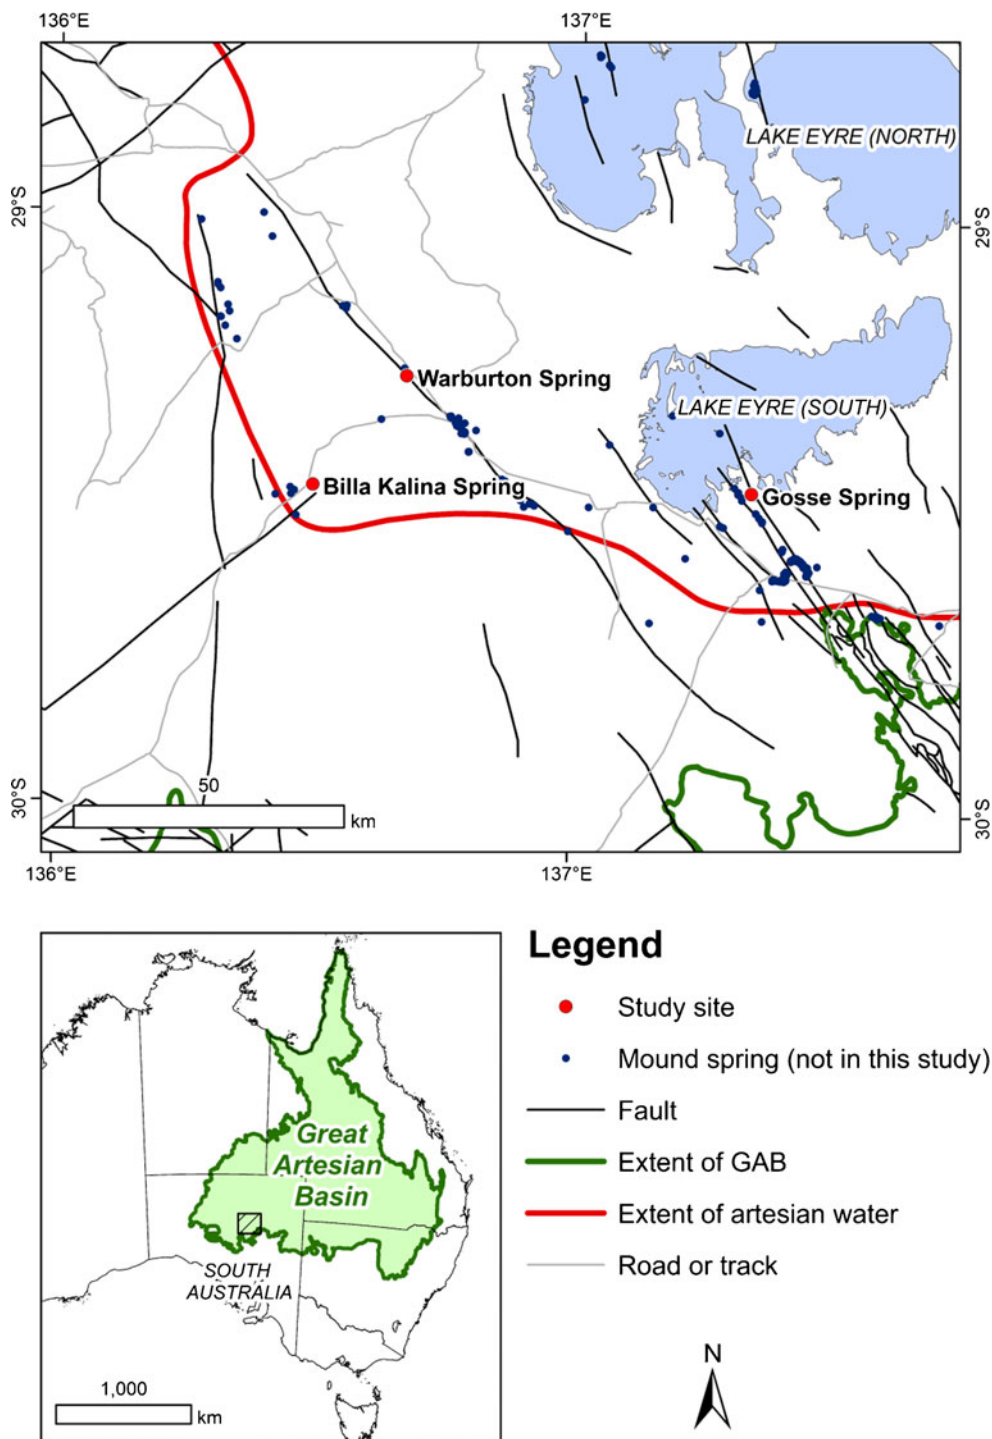 136°E
137°E
29°S
29°S
LAKE EYRE (NORTH)
Warburton Spring
LAKE EYRE (SOUTH)
Billa Kalina Spring
Gosse Spring
30°S
30°S
50
km
136°E
137°E
Great
Artesian
Basin
SOUTH
AUSTRALIA
1,000
km
Legend
Study site
Mound spring (not in this study)
Fault
Extent of GAB
Extent of artesian water
Road or track
N